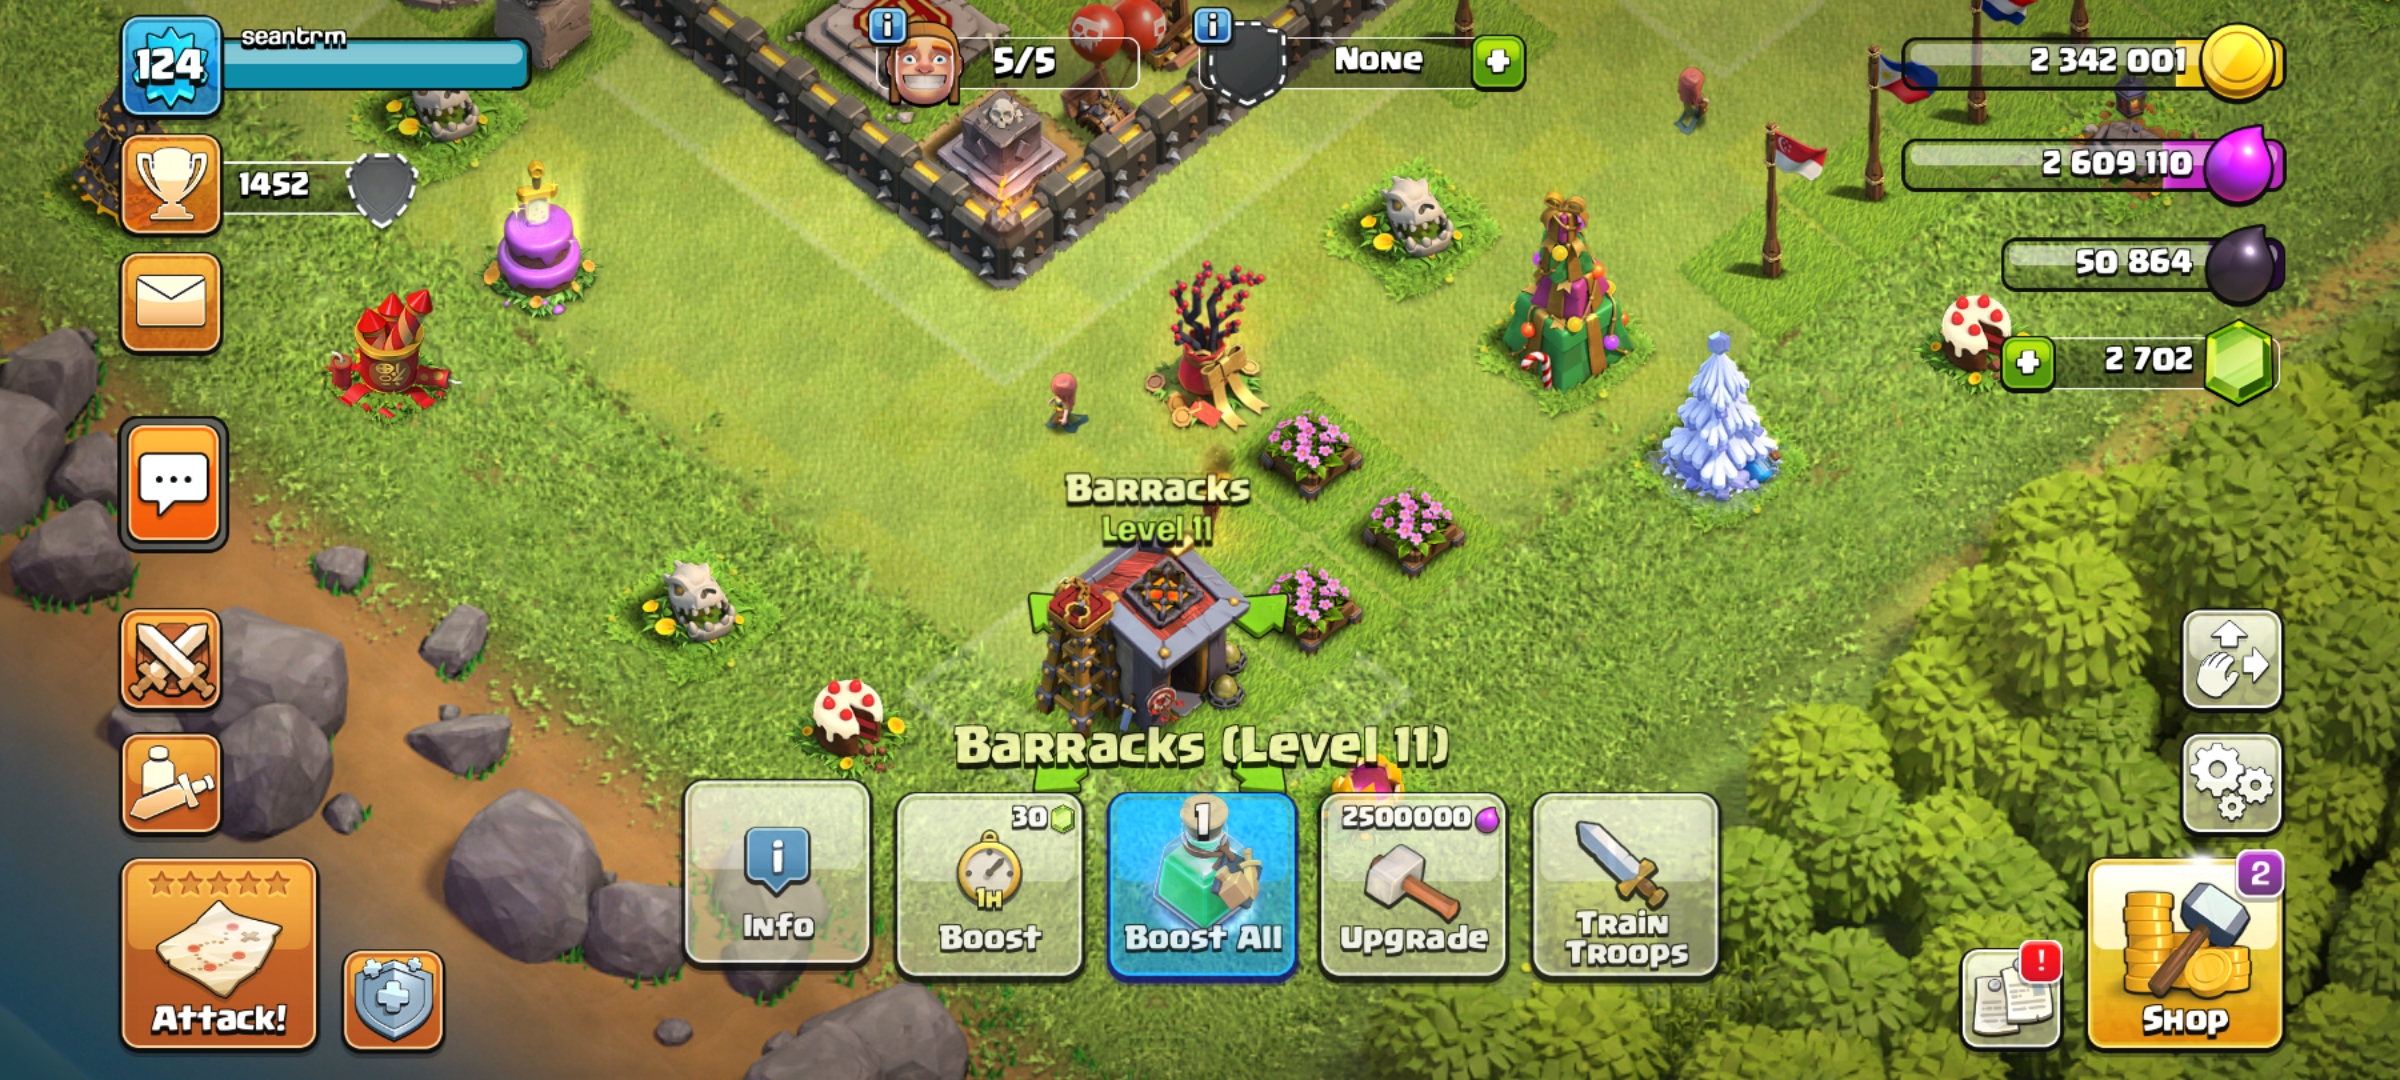 seantrm
124
5/5
None
2 342 001
1452
2 609 110
50 864
2 702
Barracks
Level 11
Barracks (Level 11)
Info
30
1H
Boost
1
Boost All
2500000
Upgrade
Train
Troops
Attack!
!
2
Shop